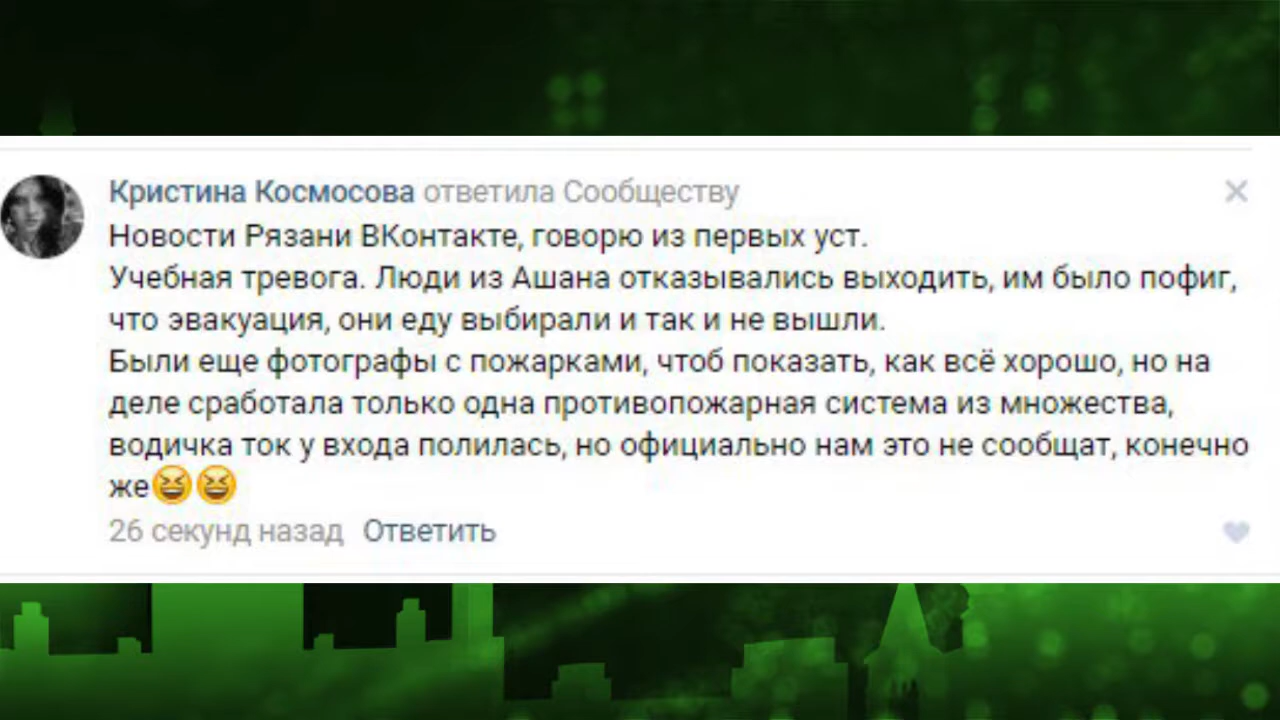 Кристина Космосова ответила Сообществу
Новости Рязани ВКонтакте, говорю из первых уст.
Учебная тревога. Люди из Ашана отказывались выходить, им было пофиг,
что эвакуация, они еду выбирали и так и не вышли.
Были еще фотографы с пожарками, чтоб показать, как всё хорошо, но на
деле сработала только одна противопожарная система из множества,
водичка ток у входа полилась, но официально нам это не сообщат, конечно
же😆😆
26 секунд назад Ответить